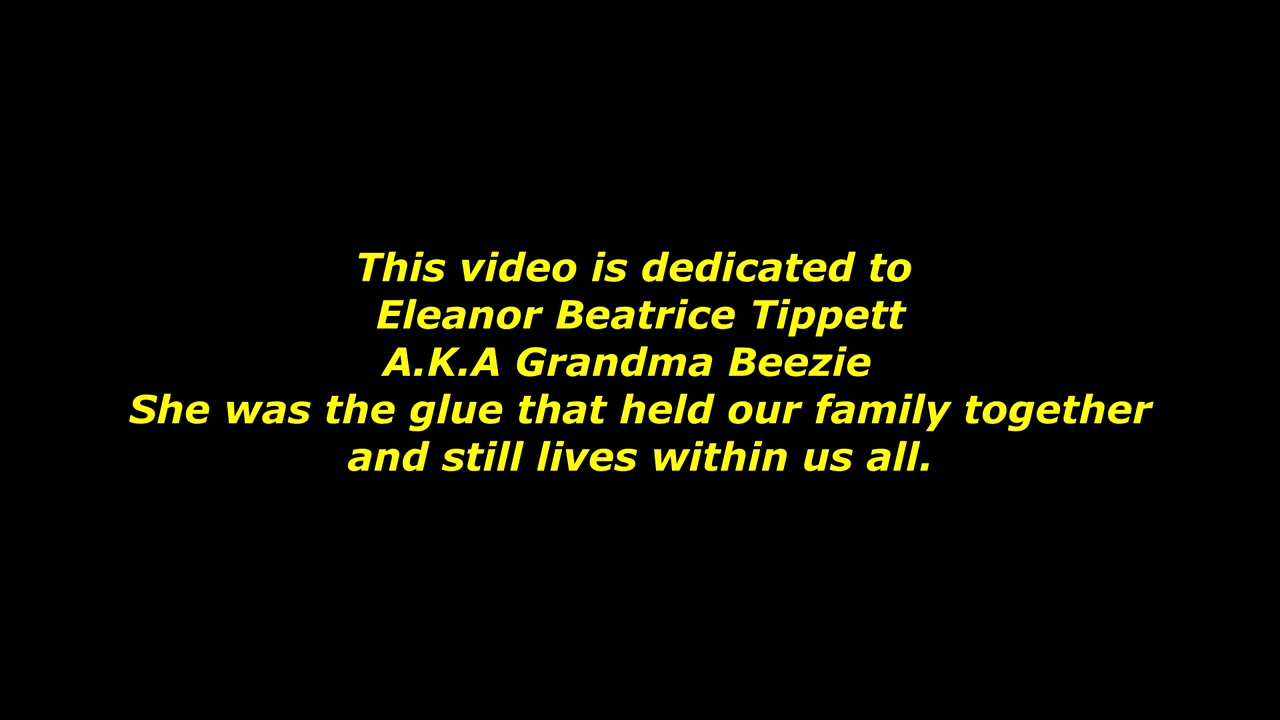 This video is dedicated to
Eleanor Beatrice Tippett
A.K.A Grandma Beezie
She was the glue that held our family together
and still lives within us all.